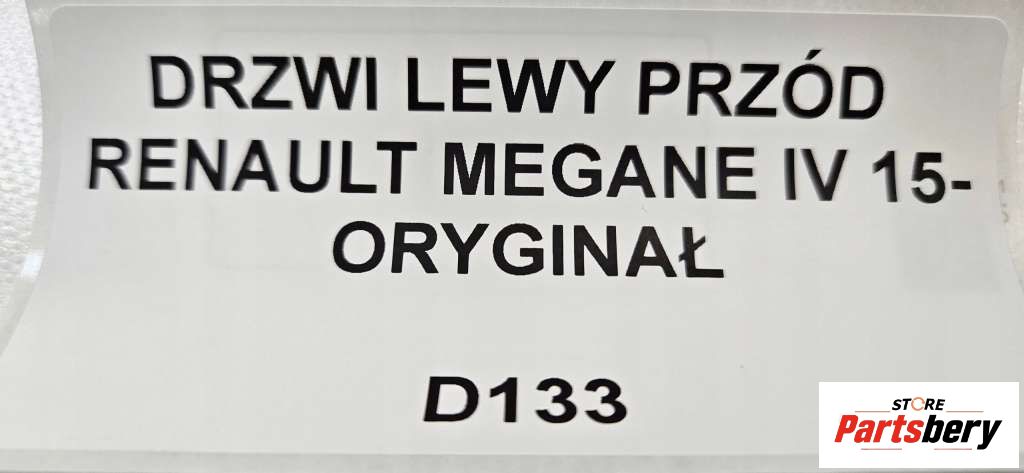 DRZWI LEWY PRZÓD
RENAULT MEGANE IV 15-
ORYGINAŁ
D133
STORE
Partsbery